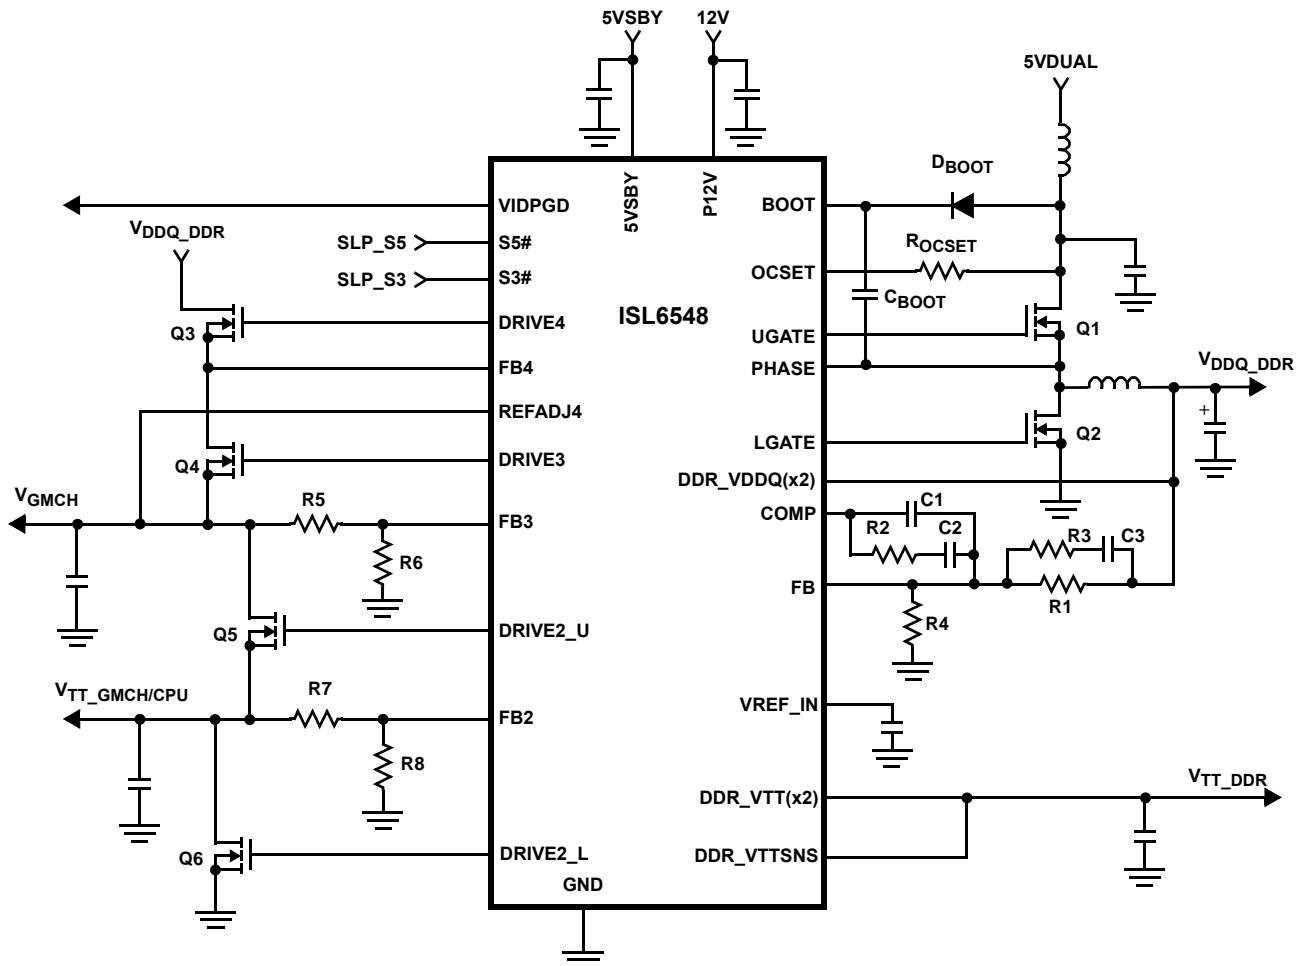 5VSBY
12V
5VDUAL
5VSBY
P12V
DBOOT
VIDPGD
BOOT
VDDQ_DDR
SLP_S5
S5#
ROCSET
SLP_S3
S3#
OCSET
CBOOT
ISL6548
Q3
DRIVE4
UGATE
Q1
FB4
PHASE
VDDQ_DDR
REFADJ4
+
Q4
DRIVE3
LGATE
Q2
DDR_VDDQ(x2)
VGMCH
R5
FB3
COMP
C1
R2
C2
R3
C3
R6
FB
R1
R4
Q5
DRIVE2_U
VTT_GMCH/CPU
R7
FB2
VREF_IN
R8
VTT_DDR
DDR_VTT(x2)
Q6
DRIVE2_L
DDR_VTTSNS
GND